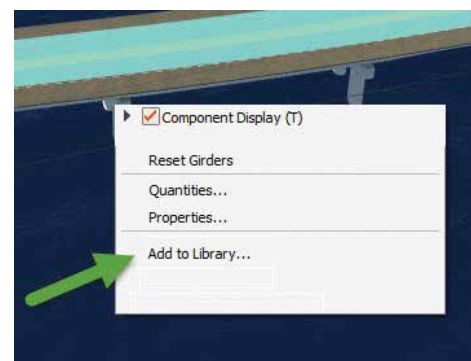 Component Display (T)
Reset Girders
Quantities...
Properties...
Add to Library...